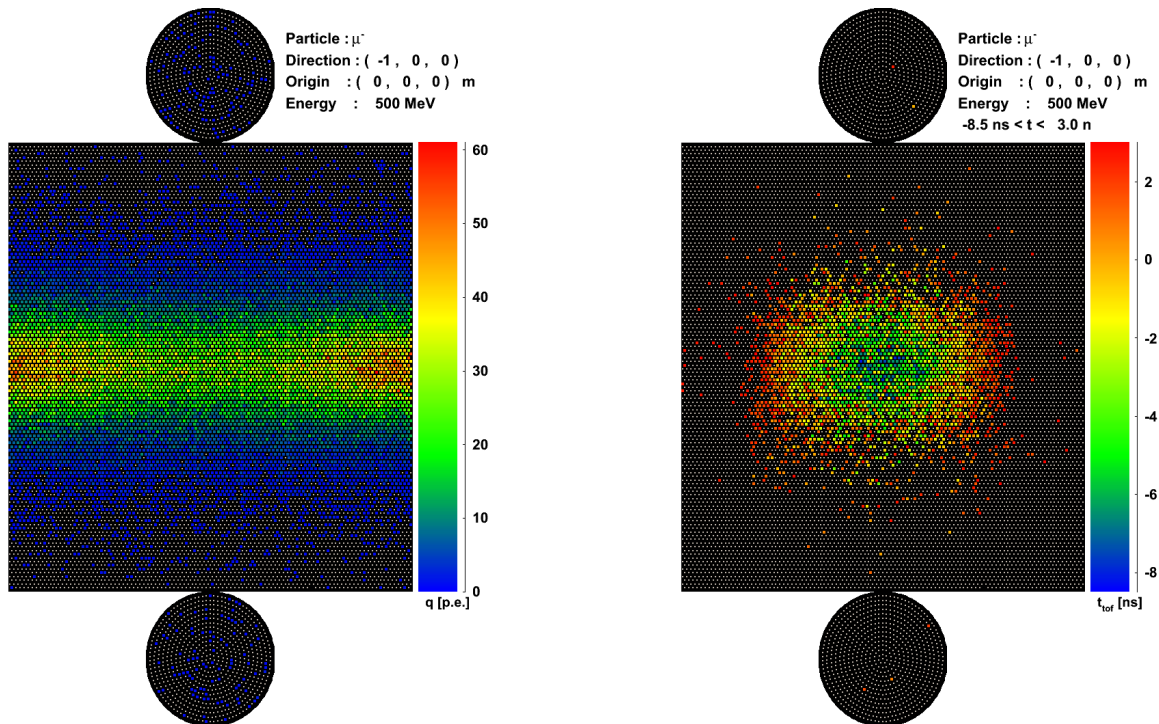 Particle : μ⁻
Direction : ( -1 , 0 , 0 )
Origin : ( 0 , 0 , 0 ) m
Energy : 500 MeV
60
50
40
30
20
10
0
q [p.e.]
Particle : μ⁻
Direction : ( -1 , 0 , 0 )
Origin : ( 0 , 0 , 0 ) m
Energy : 500 MeV
-8.5 ns < t < 3.0 n
2
0
-2
-4
-6
-8
t_tof [ns]